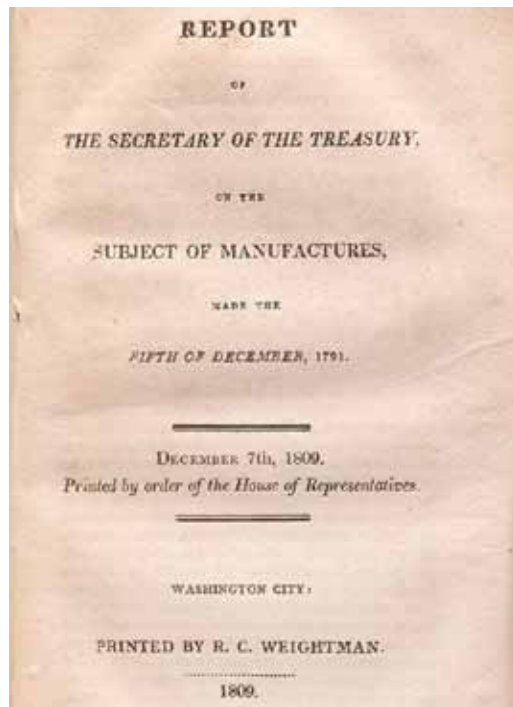 REPORT
OF
THE SECRETARY OF THE TREASURY,
ON THE
SUBJECT OF MANUFACTURES,
MADE THE
FIFTH OF DECEMBER, 1791.
DECEMBER 7th, 1809.
Printed by order of the House of Representatives.
WASHINGTON CITY:
PRINTED BY R. C. WEIGHTMAN.
1809.